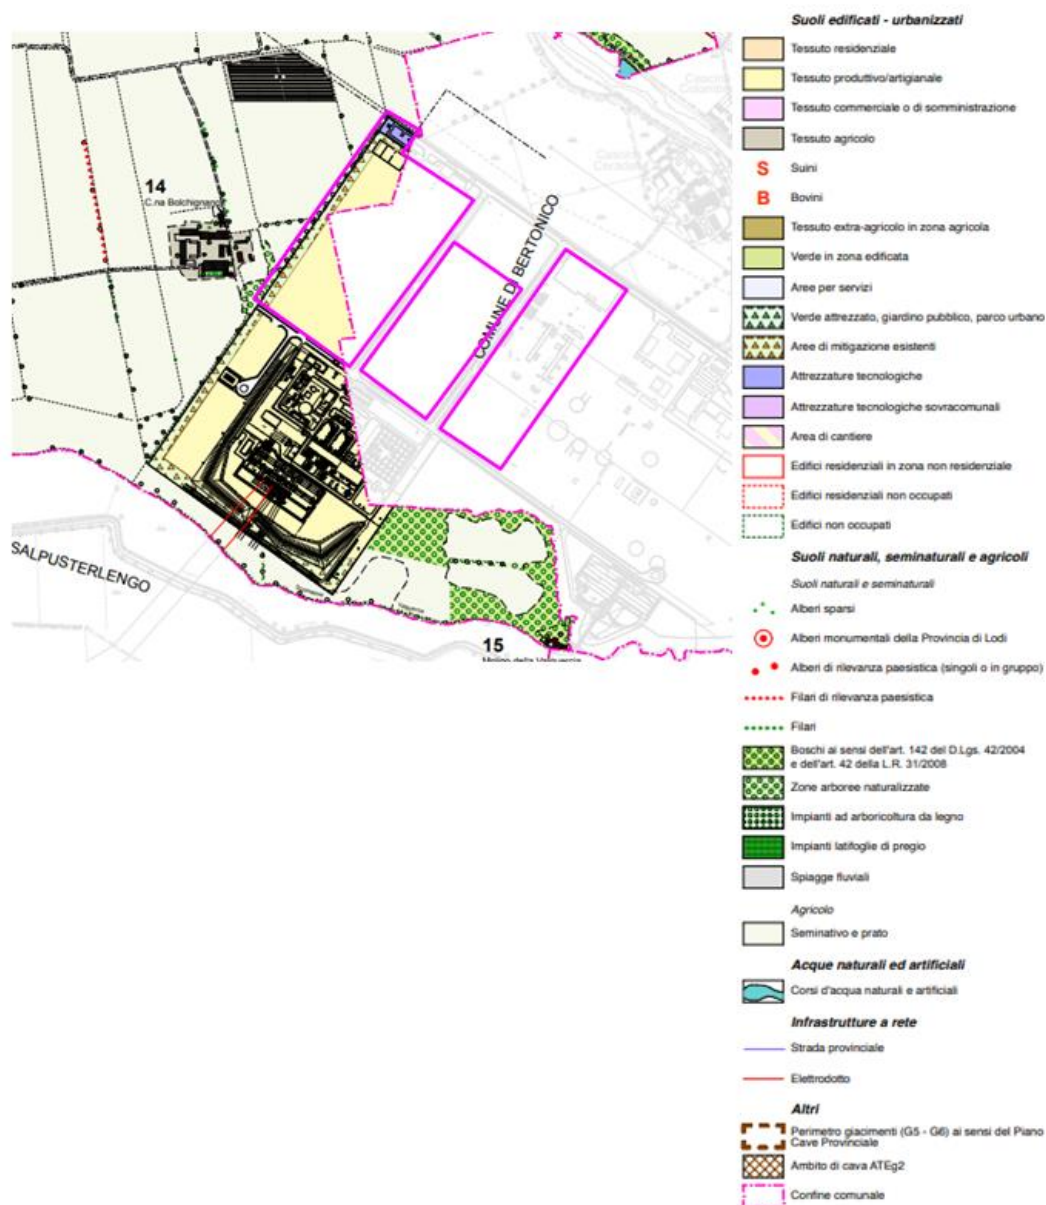 14
C.na Bolchignano
COMUNE DI BERTONICO
SALPUSTERLENGO
15
Molino della Valguercia
Suoli edificati - urbanizzati
Tessuto residenziale
Tessuto produttivo/artigianale
Tessuto commerciale o di somministrazione
Tessuto agricolo
S Suini
B Bovini
Tessuto extra-agricolo in zona agricola
Verde in zona edificata
Aree per servizi
Verde attrezzato, giardino pubblico, parco urbano
Aree di mitigazione esistenti
Attrezzature tecnologiche
Attrezzature tecnologiche sovracomunali
Area di cantiere
Edifici residenziali in zona non residenziale
Edifici residenziali non occupati
Edifici non occupati
Suoli naturali, seminaturali e agricoli
Suoli naturali e seminaturali
Alberi sparsi
Alberi monumentali della Provincia di Lodi
Alberi di rilevanza paesistica (singoli o in gruppo)
Filari di rilevanza paesistica
Filari
Boschi ai sensi dell'art. 142 del D.Lgs. 42/2004
e dell'art. 42 della L.R. 31/2008
Zone arboree naturalizzate
Impianti ad arboricoltura da legno
Impianti latifoglie di pregio
Spiagge fluviali
Agricolo
Seminativo e prato
Acque naturali ed artificiali
Corsi d'acqua naturali e artificiali
Infrastrutture a rete
Strada provinciale
Elettrodotto
Altri
Perimetro giacimenti (G5 - G6) ai sensi del Piano
Cave Provinciale
Ambito di cava ATEg2
Confine comunale